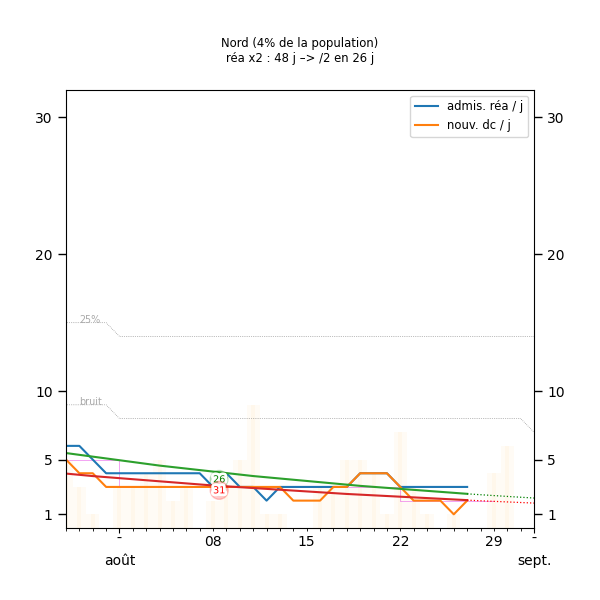 Nord (4% de la population)
réa x2 : 48 j –> /2 en 26 j
admis. réa / j
nouv. dc / j
30 30
20 20
25%
10 10
bruit
5 5
26
31
1 1
- 08 15 22 29 -
août sept.